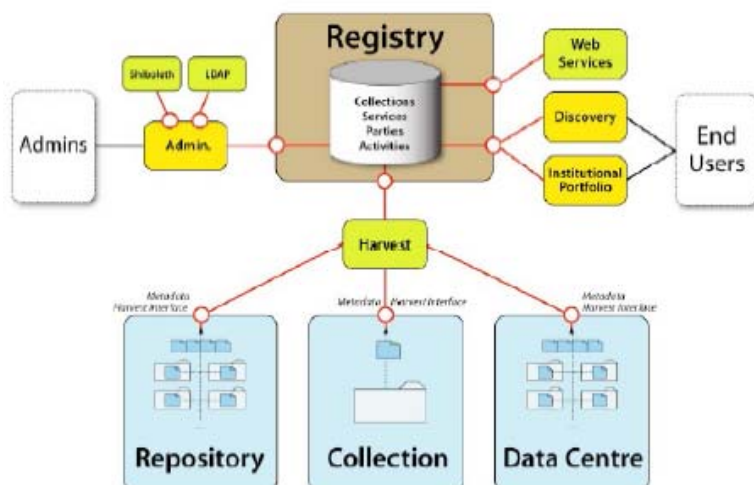 Registry
Shiboleth
LDAP
Web
Services
Collections
Services
Parties
Activities
Admins
Admin.
Discovery
Institutional
Portfolio
End
Users
Harvest
Metadata
Harvest Interface
Metadata Harvest Interface
Metadata
Harvest Interface
Repository
Collection
Data Centre